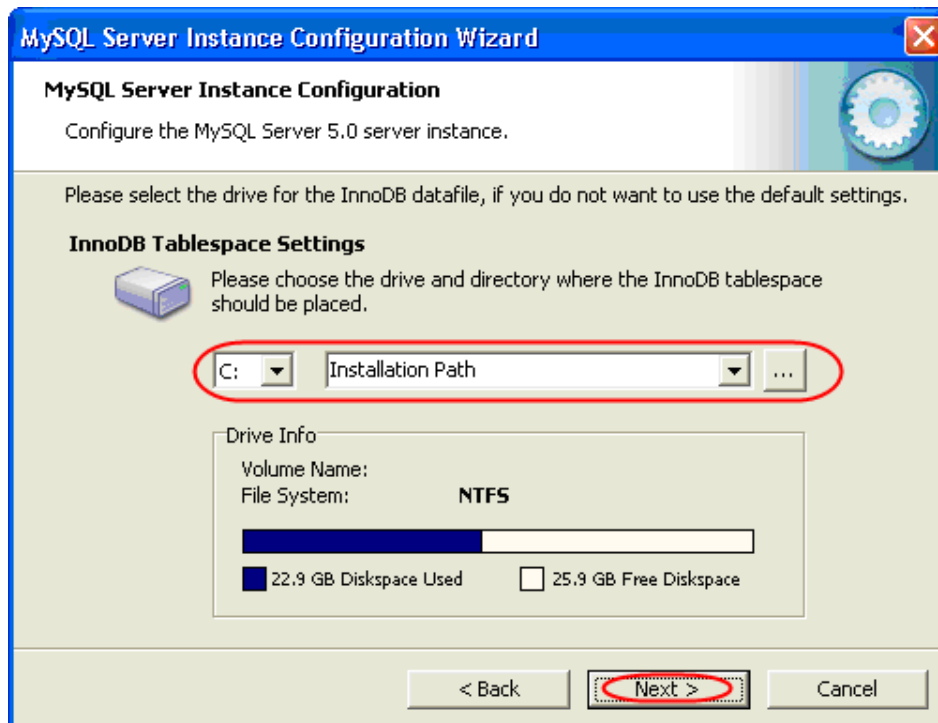 MySQL Server Instance Configuration Wizard
MySQL Server Instance Configuration
Configure the MySQL Server 5.0 server instance.
Please select the drive for the InnoDB datafile, if you do not want to use the default settings.
InnoDB Tablespace Settings
Please choose the drive and directory where the InnoDB tablespace
should be placed.
C: Installation Path ...
Drive Info
Volume Name:
File System: NTFS
22.9 GB Diskspace Used 25.9 GB Free Diskspace
< Back Next > Cancel